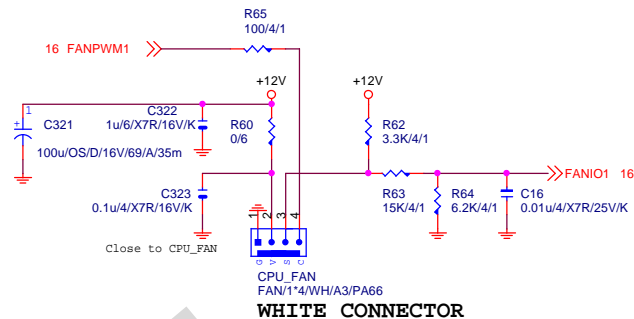 R65
100/4/1
16 FANPWM1
+12V
+12V
1
C321
100u/OS/D/16V/69/A/35m
C322
1u/6/X7R/16V/K
R60
0/6
R62
3.3K/4/1
FANIO1 16
C323
0.1u/4/X7R/16V/K
R63
15K/4/1
R64
6.2K/4/1
C16
0.01u/4/X7R/25V/K
Close to CPU_FAN
1
2
3
4
G
V
S
C
CPU_FAN
FAN/1*4/WH/A3/PA66
WHITE CONNECTOR